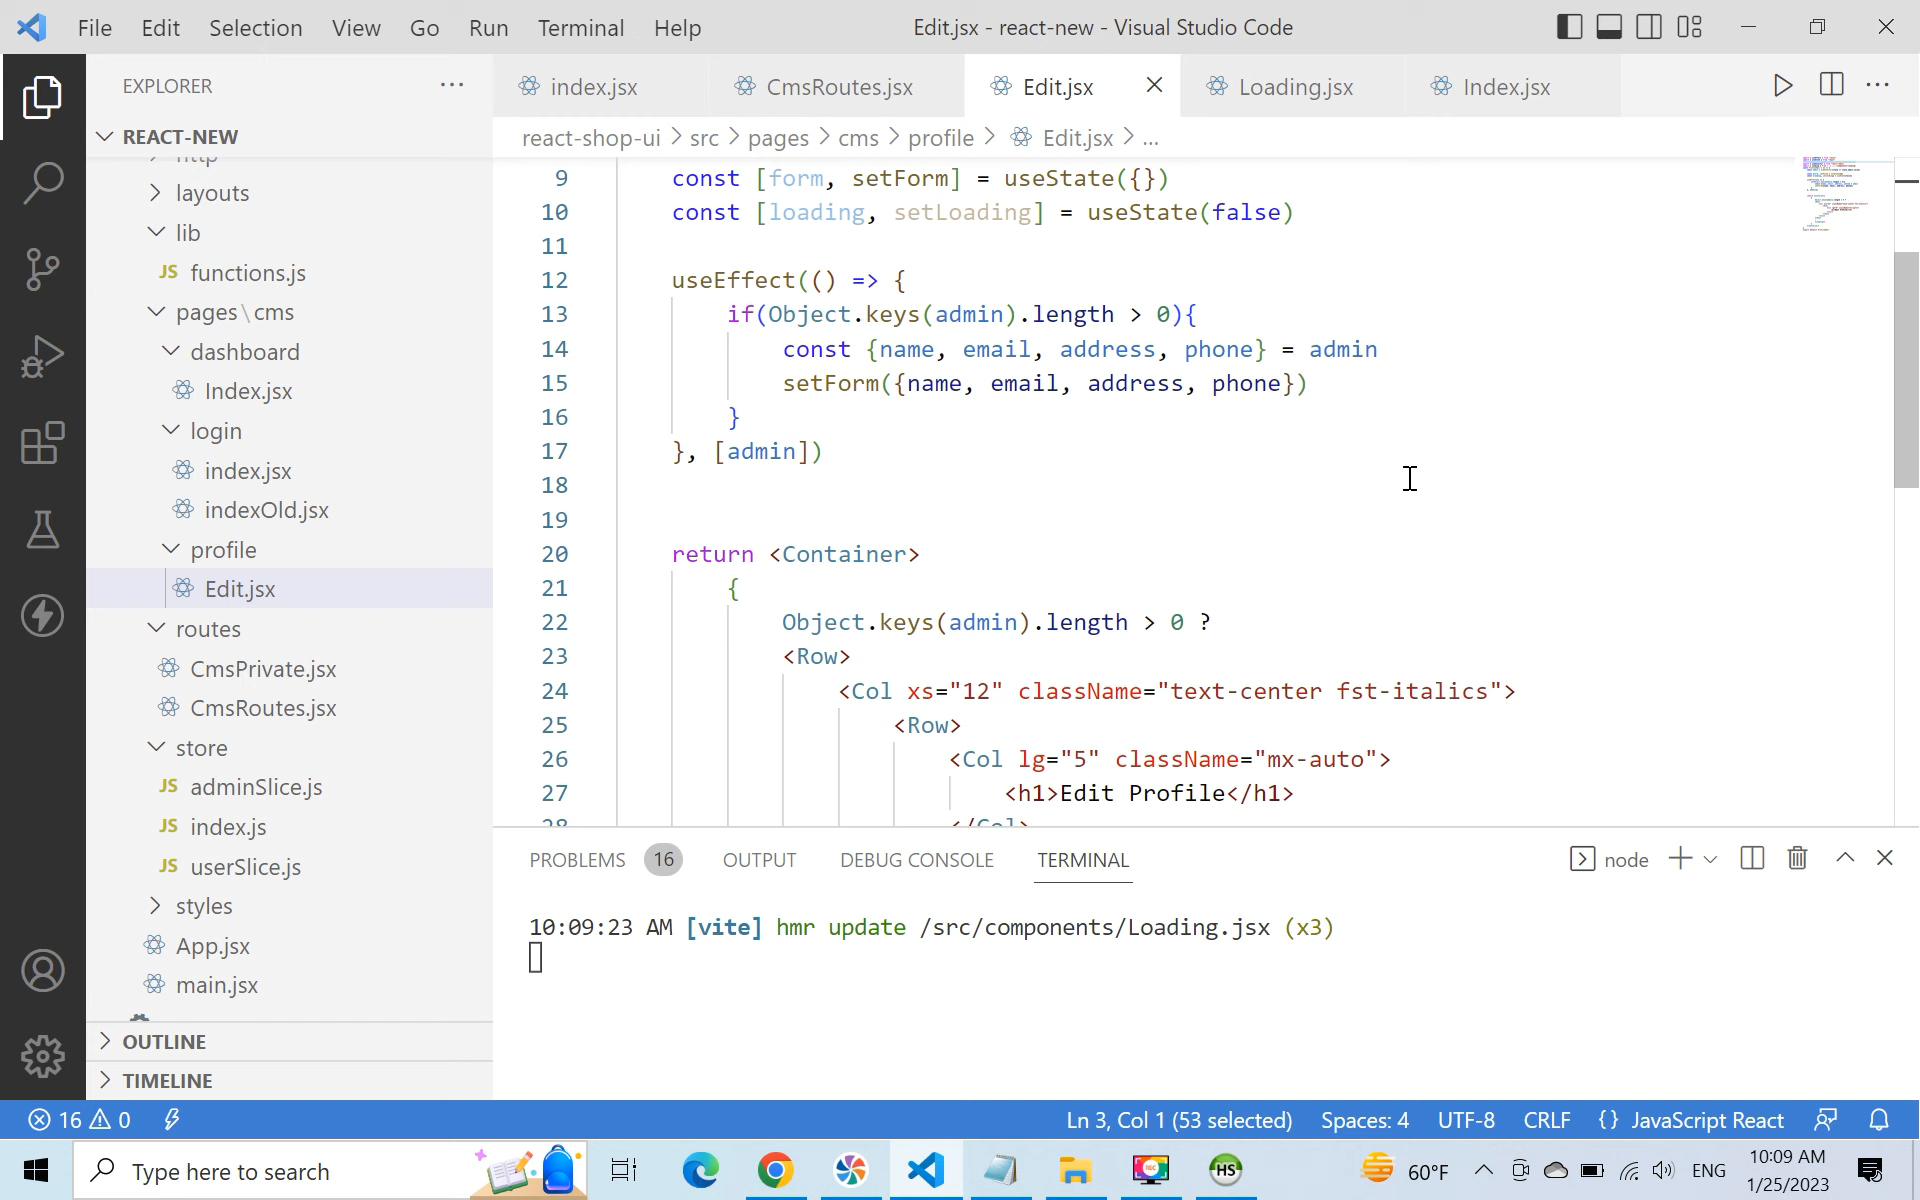 File Edit Selection View Go Run Terminal Help
Edit.jsx - react-new - Visual Studio Code
EXPLORER
REACT-NEW
http
layouts
lib
JS functions.js
pages\cms
dashboard
Index.jsx
login
index.jsx
indexOld.jsx
profile
Edit.jsx
routes
CmsPrivate.jsx
CmsRoutes.jsx
store
JS adminSlice.js
JS index.js
JS userSlice.js
styles
App.jsx
main.jsx
OUTLINE
TIMELINE
index.jsx CmsRoutes.jsx Edit.jsx Loading.jsx Index.jsx
react-shop-ui > src > pages > cms > profile > Edit.jsx > ...
9 const [form, setForm] = useState({})
10 const [loading, setLoading] = useState(false)
11
12 useEffect(() => {
13 if(Object.keys(admin).length > 0){
14 const {name, email, address, phone} = admin
15 setForm({name, email, address, phone})
16 }
17 }, [admin])
18
19
20 return <Container>
21 {
22 Object.keys(admin).length > 0 ?
23 <Row>
24 <Col xs="12" className="text-center fst-italics">
25 <Row>
26 <Col lg="5" className="mx-auto">
27 <h1>Edit Profile</h1>
28 </Col>
PROBLEMS 16 OUTPUT DEBUG CONSOLE TERMINAL
node
10:09:23 AM [vite] hmr update /src/components/Loading.jsx (x3)
16 0
Ln 3, Col 1 (53 selected) Spaces: 4 UTF-8 CRLF {} JavaScript React
Type here to search
REC
HS
60°F
ENG
10:09 AM
1/25/2023